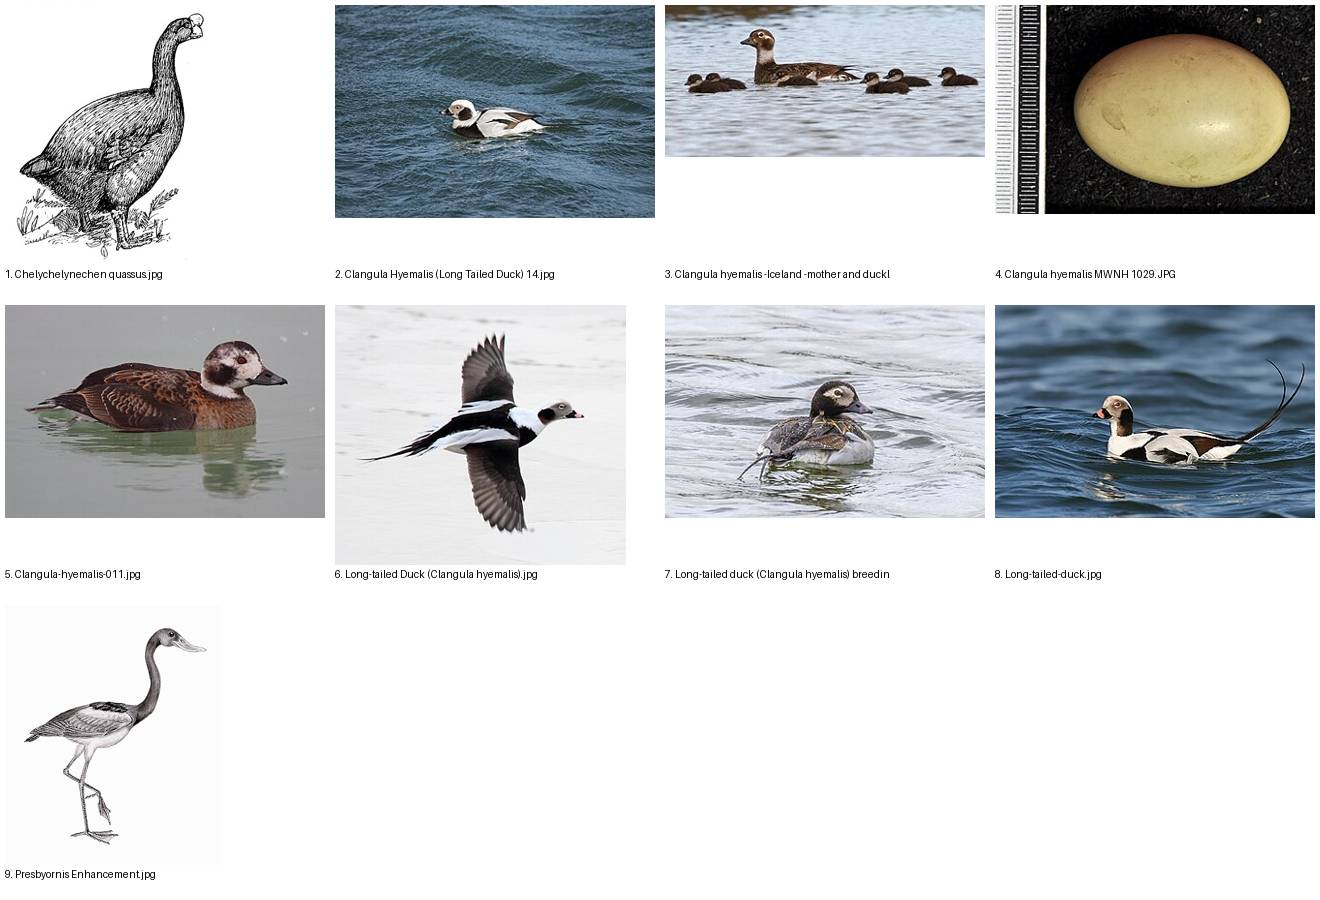 1. Chelychelynechen quassus.jpg
2. Clangula Hyemalis (Long Tailed Duck) 14.jpg
3. Clangula hyemalis -Iceland -mother and duckl
4. Clangula hyemalis MWNH 1029.JPG
5. Clangula-hyemalis-011.jpg
6. Long-tailed Duck (Clangula hyemalis).jpg
7. Long-tailed duck (Clangula hyemalis) breedin
8. Long-tailed-duck.jpg
9. Presbyornis Enhancement.jpg